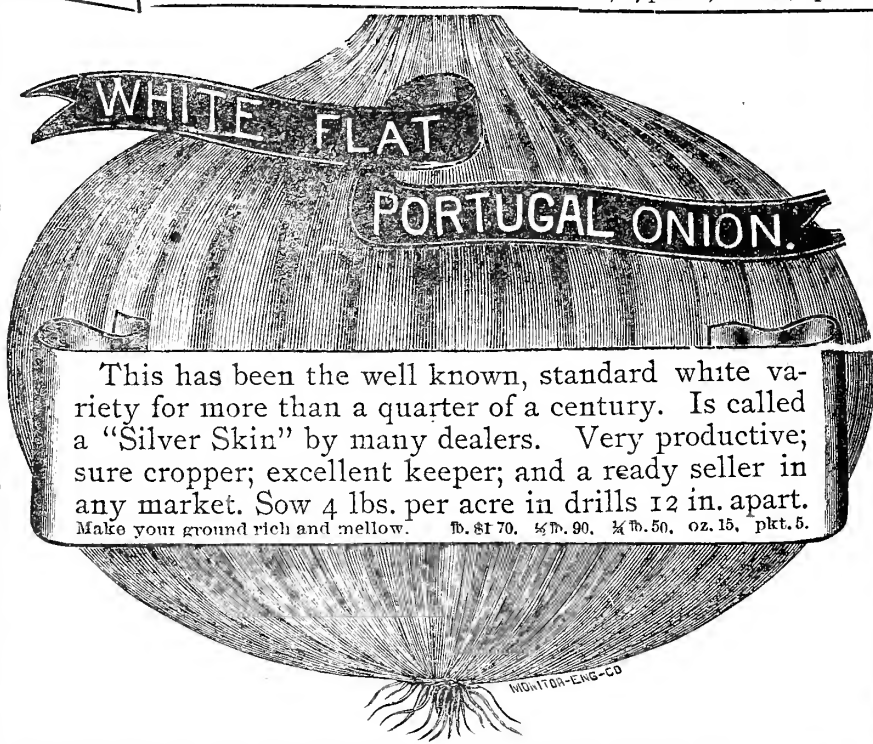 WHITE FLAT
PORTUGAL ONION.
This has been the well known, standard white va-
riety for more than a quarter of a century. Is called
a "Silver Skin" by many dealers. Very productive;
sure cropper; excellent keeper; and a ready seller in
any market. Sow 4 lbs. per acre in drills 12 in. apart.
Make your ground rich and mellow. ℔. $1 70. ½ ℔. 90. ¼ ℔. 50. oz. 15. pkt. 5.
MONITOR-ENG-CO